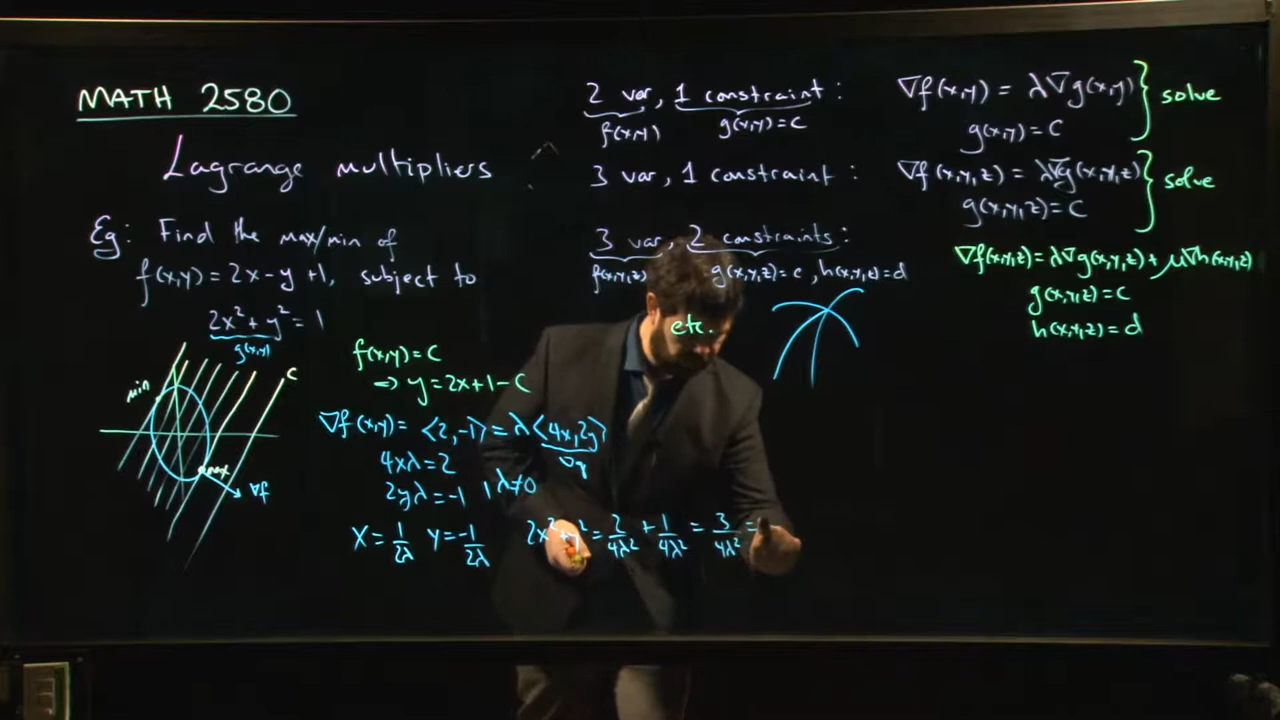 MATH 2580
Lagrange multipliers
Eg: Find the max/min of
f(x,y) = 2x - y + 1, subject to
2x² + y² = 1
g(x,y)
min
C
max
∇f
f(x,y) = C
⇒ y = 2x + 1 - C
∇f(x,y) = ⟨2, -1⟩ = λ⟨4x, 2y⟩
∇g
4xλ = 2
2yλ = -1, λ ≠ 0
X = 1/2λ Y = -1/2λ
2x² + y² = 2/4λ² + 1/4λ² = 3/4λ² =
2 var, 1 constraint :
f(x,y) g(x,y) = C
3 var, 1 constraint :
3 var, 2 constraints :
f(x,y,z) g(x,y,z) = c, h(x,y,z) = d
etc.
∇f(x,y) = λ∇g(x,y) } solve
g(x,y) = C
∇f(x,y,z) = λ∇g(x,y,z) } solve
g(x,y,z) = C
∇f(x,y,z) = λ∇g(x,y,z) + μ∇h(x,y,z)
g(x,y,z) = C
h(x,y,z) = d